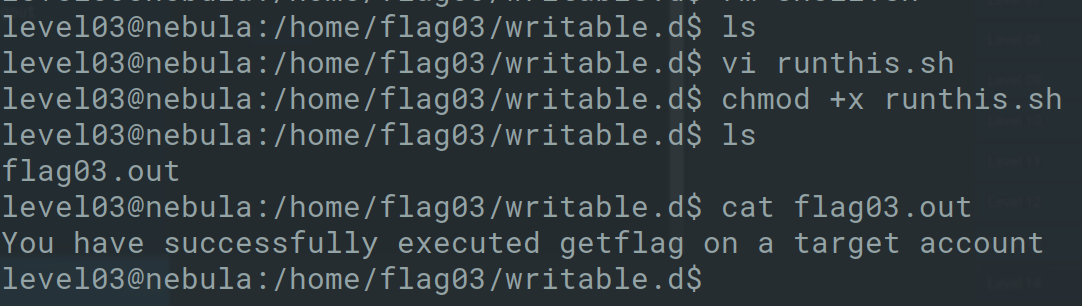 level03@nebula:/home/flag03/writable.d$ ls
level03@nebula:/home/flag03/writable.d$ vi runthis.sh
level03@nebula:/home/flag03/writable.d$ chmod +x runthis.sh
level03@nebula:/home/flag03/writable.d$ ls
flag03.out
level03@nebula:/home/flag03/writable.d$ cat flag03.out
You have successfully executed getflag on a target account
level03@nebula:/home/flag03/writable.d$